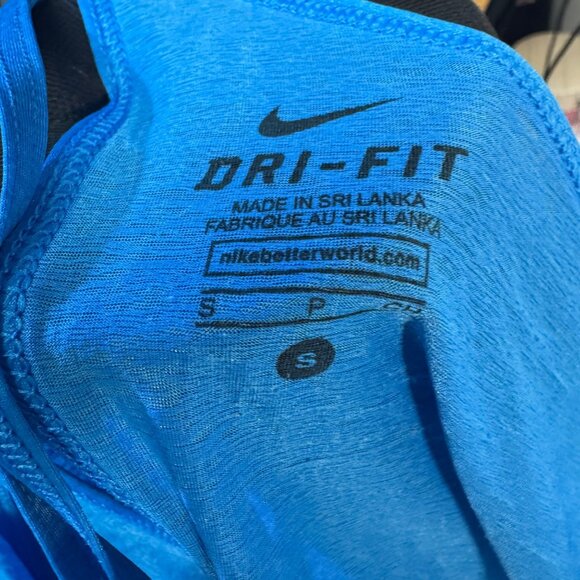 DRI-FIT
MADE IN SRI LANKA
FABRIQUE AU SRI LANKA
nikebetterworld.com
S P
S